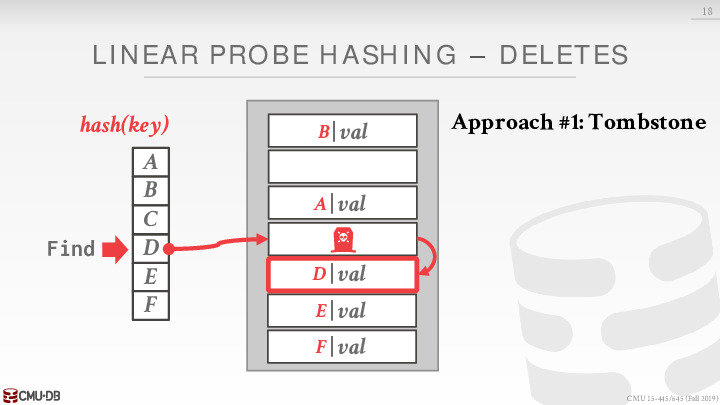 18
LINEAR PROBE HASHING – DELETES
hash(key)
Approach #1: Tombstone
A
B
C
Find
D
E
F
B|val
A|val
D|val
E|val
F|val
CMU·DB
CMU 15-445/645 (Fall 2019)